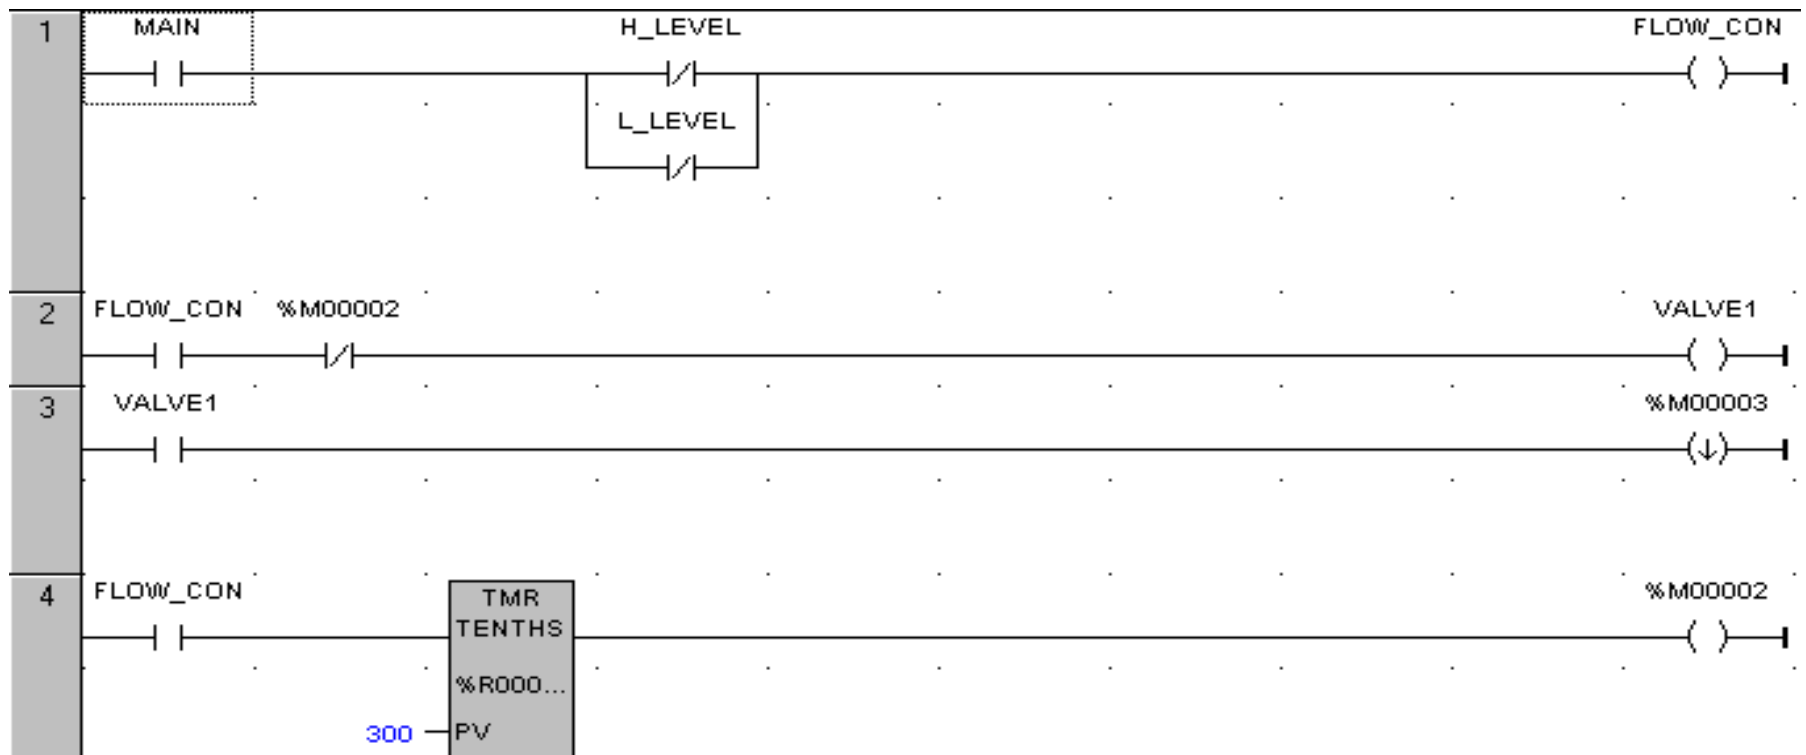 1 MAIN H_LEVEL FLOW_CON
L_LEVEL
2 FLOW_CON %M00002 VALVE1
3 VALVE1 %M00003
4 FLOW_CON TMR %M00002
TENTHS
%R000...
300 PV